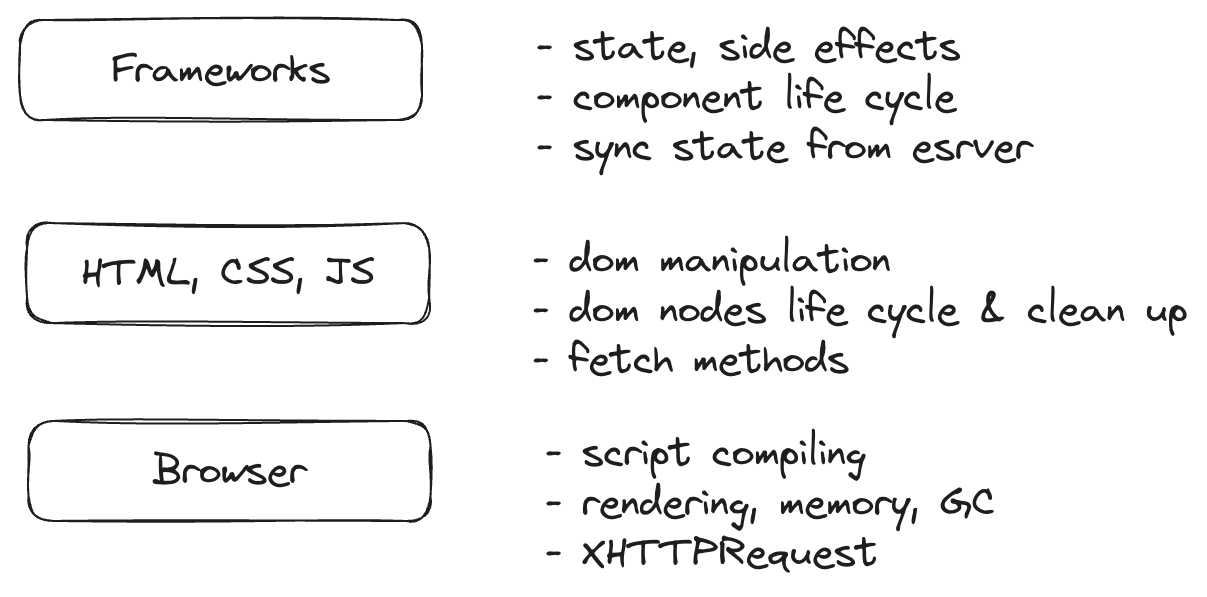 Frameworks
- state, side effects
- component life cycle
- sync state from esrver
HTML, CSS, JS
- dom manipulation
- dom nodes life cycle & clean up
- fetch methods
Browser
- script compiling
- rendering, memory, GC
- XHTTPRequest